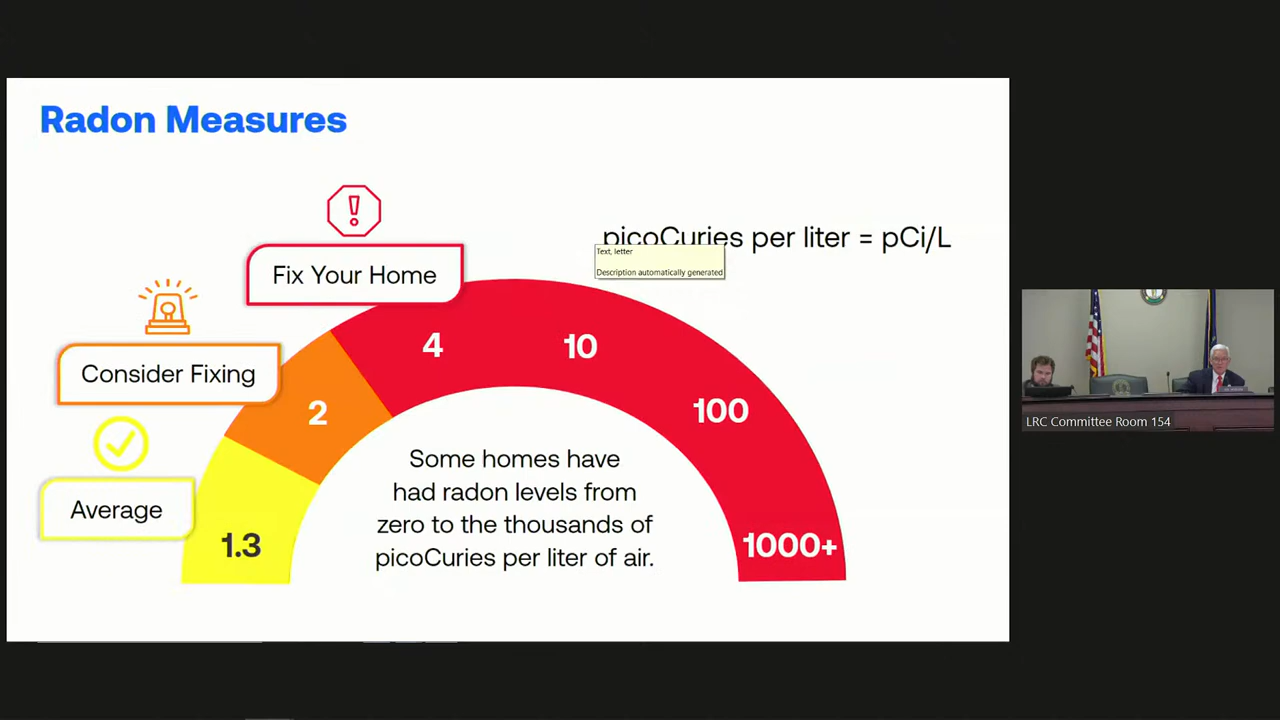 Radon Measures
picoCuries per liter = pCi/L
Text, letter
Description automatically generated
Fix Your Home
Consider Fixing
Average
1.3
2
4
10
100
1000+
Some homes have
had radon levels from
zero to the thousands of
picoCuries per liter of air.
LRC Committee Room 154